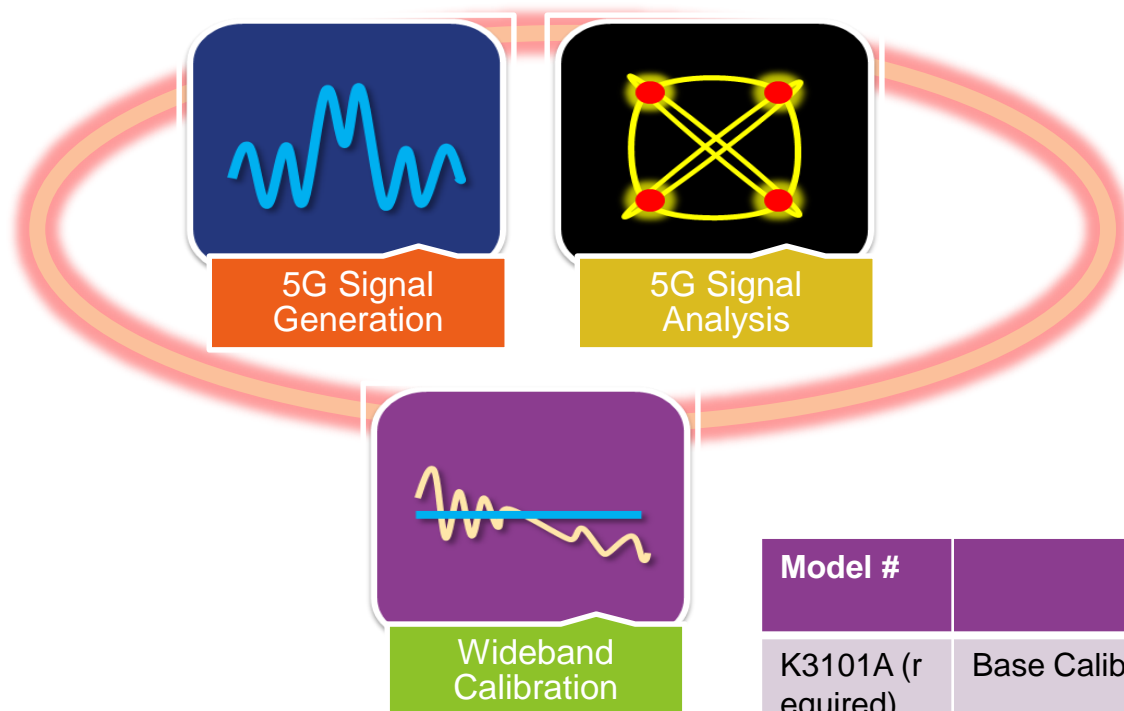 5G Signal
Generation
5G Signal
Analysis
Wideband
Calibration
Model #
K3101A (r
equired)
Base Calib